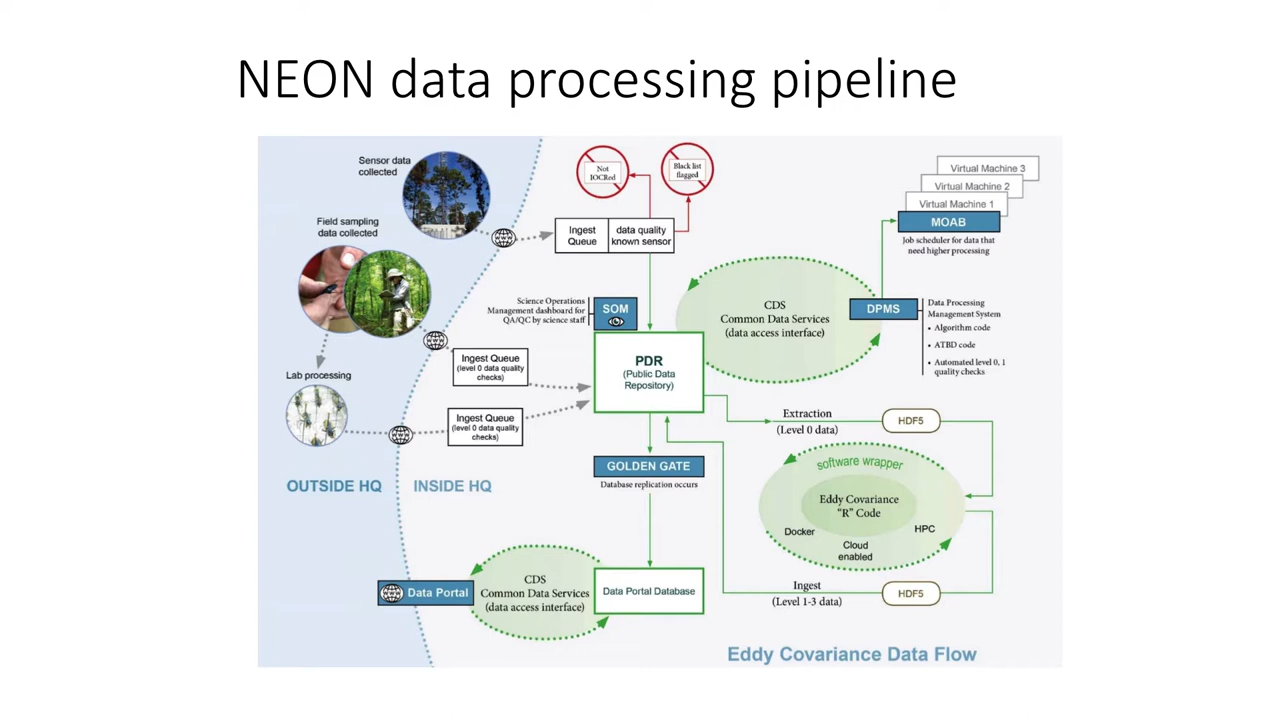 NEON data processing pipeline
Sensor data
collected
Not
IOCRed
Black list
flagged
Virtual Machine 3
Virtual Machine 2
Virtual Machine 1
MOAB
Job scheduler for data that
need higher processing
Field sampling
data collected
Ingest
Queue
data quality
known sensor
www
Science Operations
Management dashboard for
QA/QC by science staff
SOM
CDS
Common Data Services
(data access interface)
DPMS
Data Processing
Management System
• Algorithm code
• ATBD code
• Automated level 0, 1
quality checks
www
Ingest Queue
(level 0 data quality
checks)
PDR
(Public Data
Repository)
Lab processing
www
Ingest Queue
(level 0 data quality
checks)
Extraction
(Level 0 data)
HDF5
OUTSIDE HQ
INSIDE HQ
GOLDEN GATE
Database replication occurs
software wrapper
Eddy Covariance
“R” Code
Docker
Cloud
enabled
HPC
www
Data Portal
CDS
Common Data Services
(data access interface)
Data Portal Database
Ingest
(Level 1-3 data)
HDF5
Eddy Covariance Data Flow